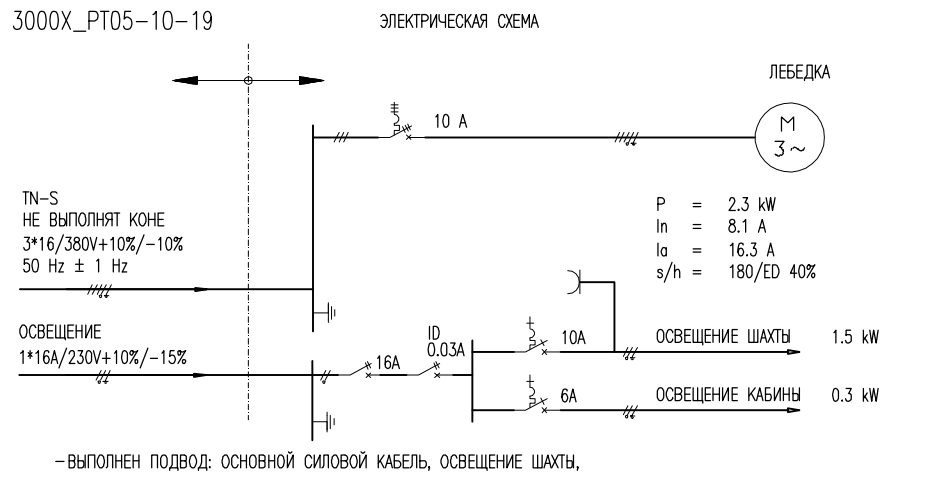 3000X_PT05-10-19
ЭЛЕКТРИЧЕСКАЯ СХЕМА
ЛЕБЕДКА
10 A
M
3~
TN-S
НЕ ВЫПОЛНЯТ КОНЕ
3*16/380V+10%/-10%
50 Hz ± 1 Hz
P = 2.3 kW
In = 8.1 A
Ia = 16.3 A
s/h = 180/ED 40%
ОСВЕЩЕНИЕ
1*16A/230V+10%/-15%
16A
ID
0.03A
10A
ОСВЕЩЕНИЕ ШАХТЫ 1.5 kW
6A
ОСВЕЩЕНИЕ КАБИНЫ 0.3 kW
-ВЫПОЛНЕН ПОДВОД: ОСНОВНОЙ СИЛОВОЙ КАБЕЛЬ, ОСВЕЩЕНИЕ ШАХТЫ,